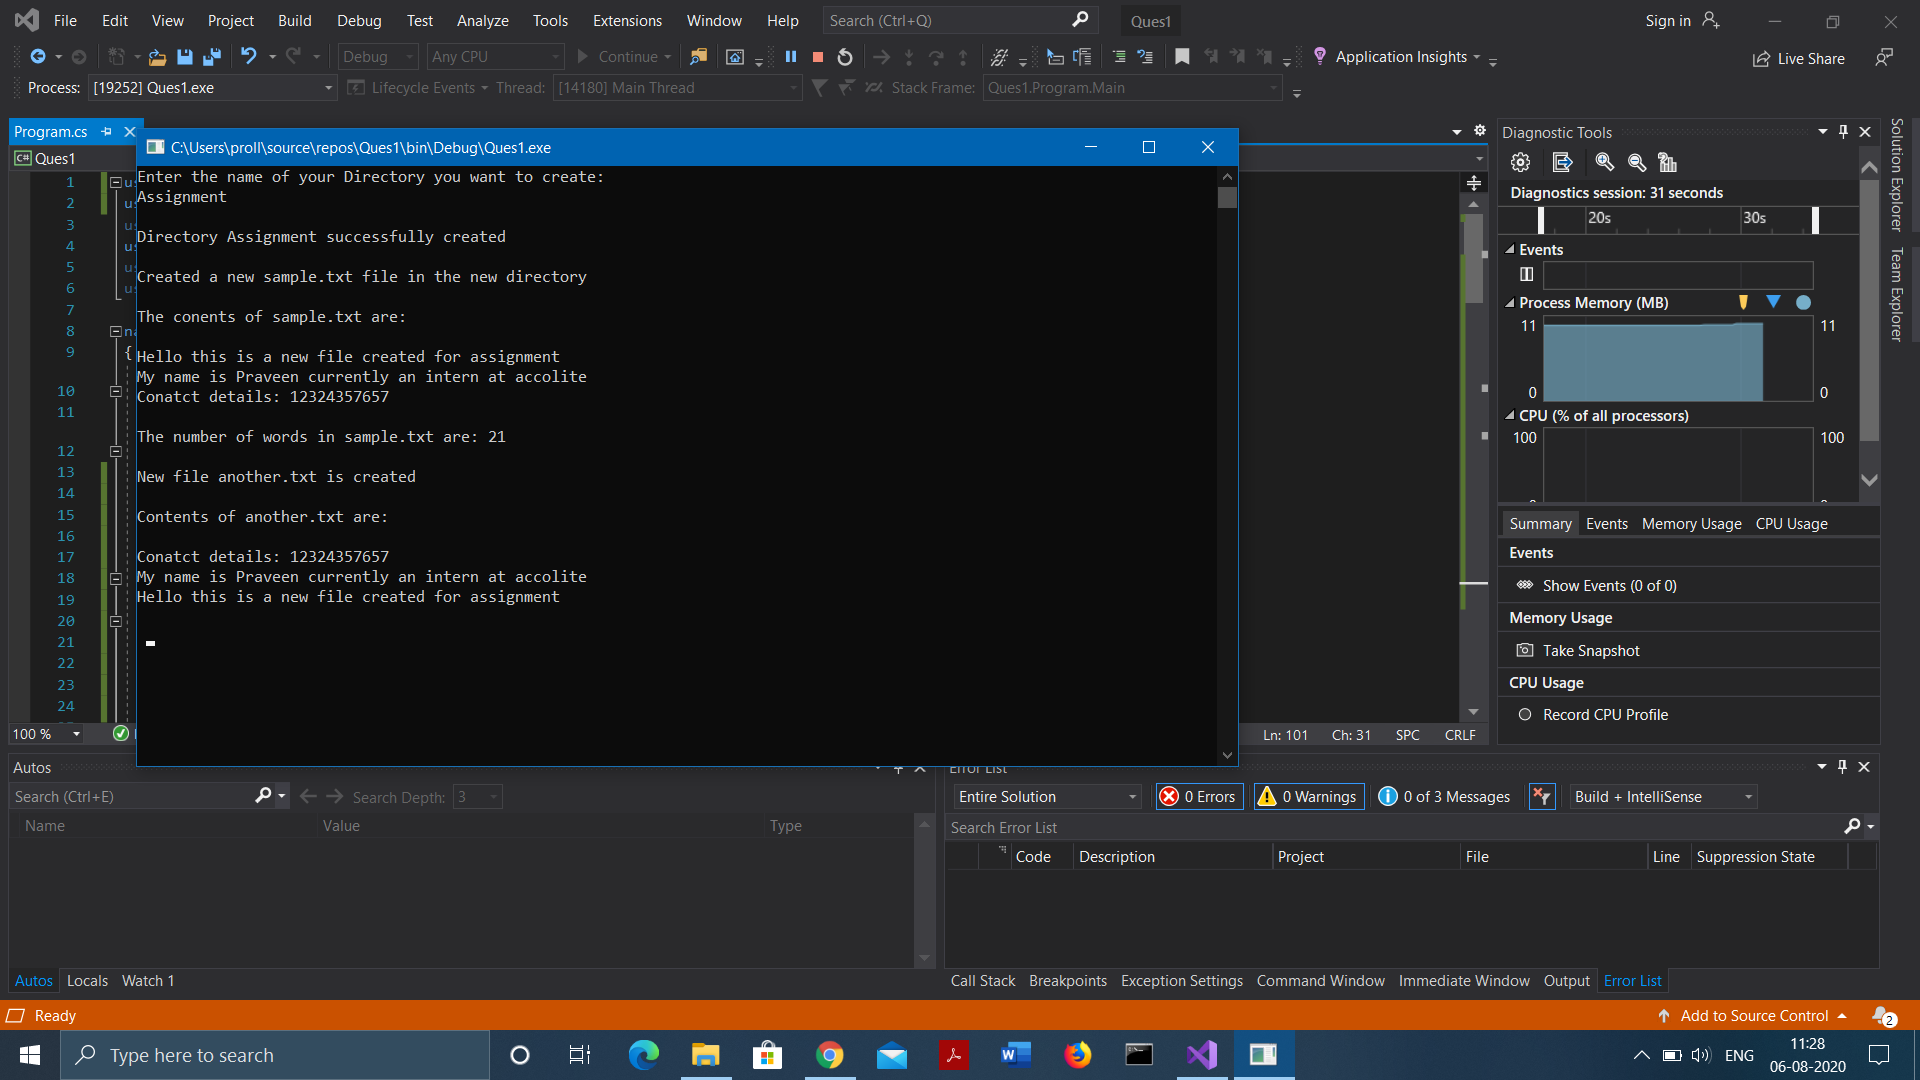 File Edit View Project Build Debug Test Analyze Tools Extensions Window Help Search (Ctrl+Q) Ques1 Sign in
Debug Any CPU Continue Application Insights Live Share
Process: [19252] Ques1.exe Lifecycle Events Thread: [14180] Main Thread Stack Frame: Ques1.Program.Main
Program.cs
C# Ques1
C:\Users\proll\source\repos\Ques1\bin\Debug\Ques1.exe
Enter the name of your Directory you want to create:
Assignment
Directory Assignment successfully created
Created a new sample.txt file in the new directory
The conents of sample.txt are:
Hello this is a new file created for assignment
My name is Praveen currently an intern at accolite
Conatct details: 12324357657
The number of words in sample.txt are: 21
New file another.txt is created
Contents of another.txt are:
Conatct details: 12324357657
My name is Praveen currently an intern at accolite
Hello this is a new file created for assignment
1 us
2 us
3 us
4 us
5 us
6 us
7
8 na
9 {
10
11
12
13
14
15
16
17
18
19
20
21
22
23
24
100 %
Ln: 101 Ch: 31 SPC CRLF
Diagnostic Tools
Diagnostics session: 31 seconds
20s 30s
Events
Process Memory (MB)
11 11
0 0
CPU (% of all processors)
100 100
Summary Events Memory Usage CPU Usage
Events
Show Events (0 of 0)
Memory Usage
Take Snapshot
CPU Usage
Record CPU Profile
Solution Explorer
Team Explorer
Autos
Search (Ctrl+E) Search Depth: 3
Name Value Type
Autos Locals Watch 1
Error List
Entire Solution 0 Errors 0 Warnings 0 of 3 Messages Build + IntelliSense
Search Error List
Code Description Project File Line Suppression State
Call Stack Breakpoints Exception Settings Command Window Immediate Window Output Error List
Ready Add to Source Control 2
Type here to search ENG 11:28
06-08-2020